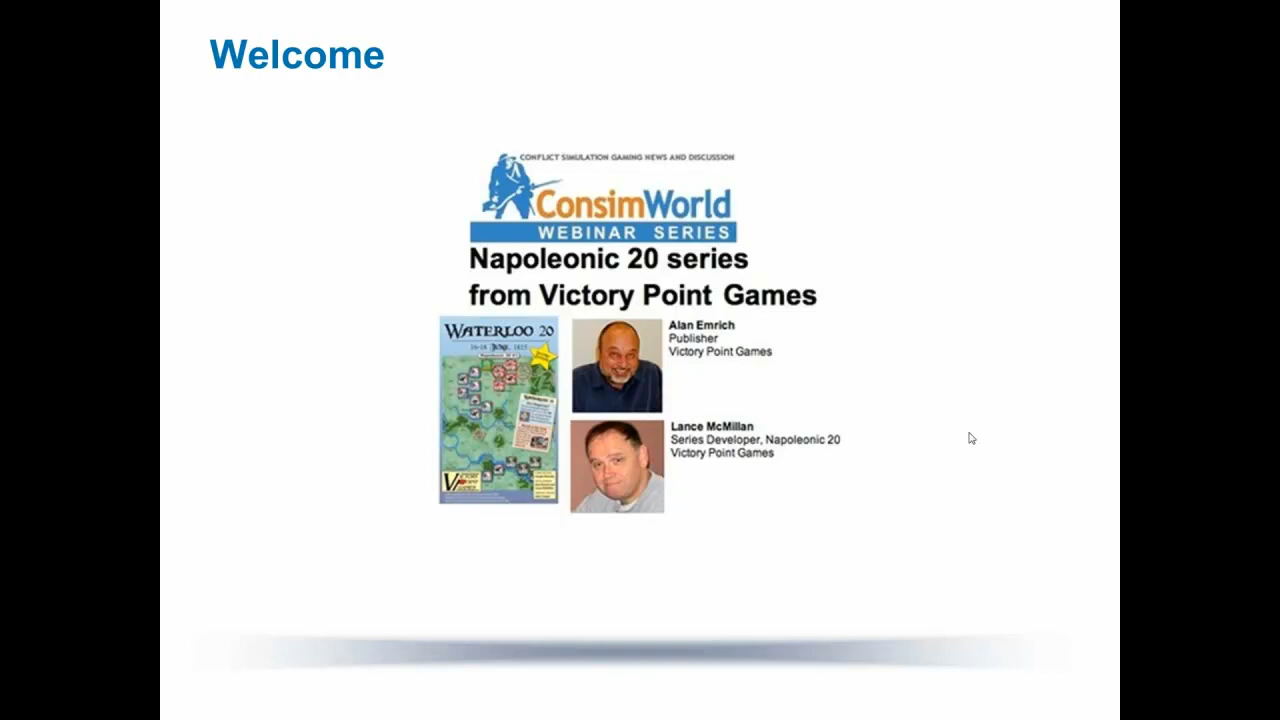 Welcome
CONFLICT SIMULATION GAMING NEWS AND DISCUSSION
ConsimWorld
WEBINAR SERIES
Napoleonic 20 series
from Victory Point Games
WATERLOO 20
Alan Emrich
Publisher
Victory Point Games
Lance McMillan
Series Developer, Napoleonic 20
Victory Point Games